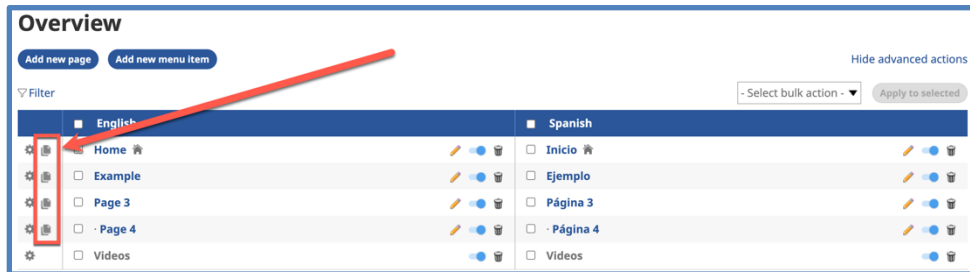 Overview
Add new page Add new menu item Hide advanced actions
Filter - Select bulk action - Apply to selected
English Spanish
Home Inicio
Example Ejemplo
Page 3 Página 3
· Page 4 · Página 4
Videos Videos